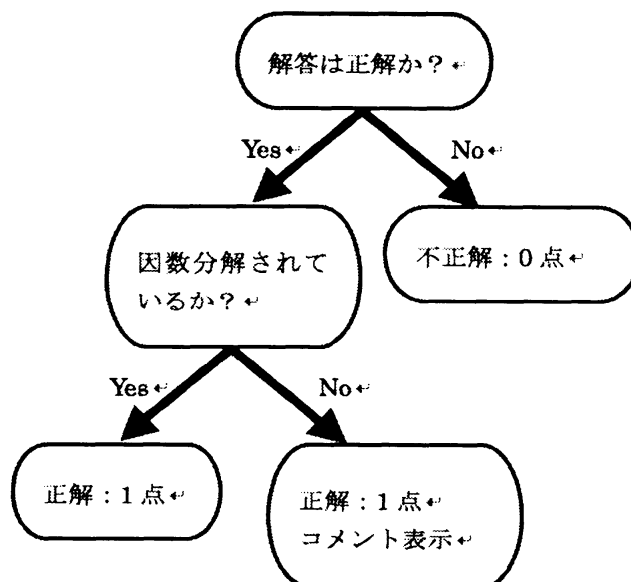 解答は正解か？↵
Yes↵
No↵
因数分解されて
いるか？↵
不正解：0点↵
Yes↵
No↵
正解：1点↵
正解：1点↵
コメント表示↵